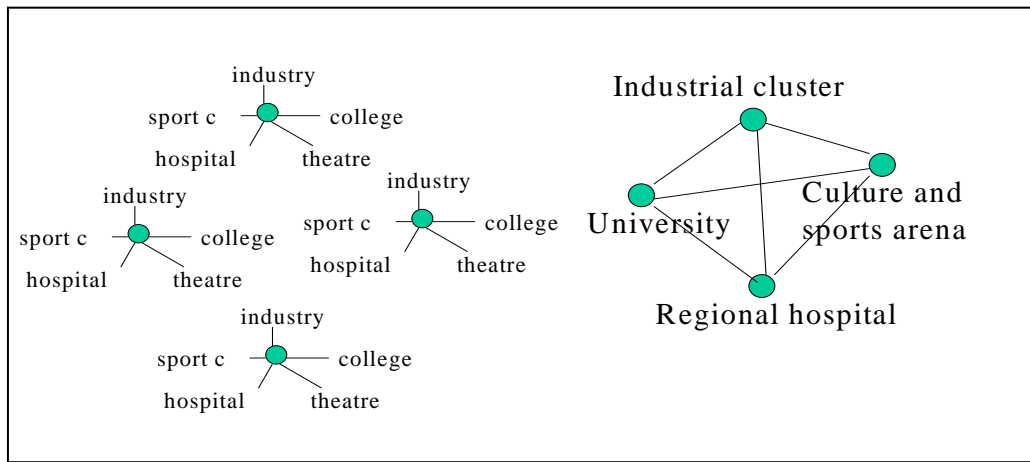 industry
sport c
college
hospital
theatre
industry
sport c
college
hospital
theatre
industry
sport c
college
hospital
theatre
industry
sport c
college
hospital
theatre
Industrial cluster
University
Culture and
sports arena
Regional hospital